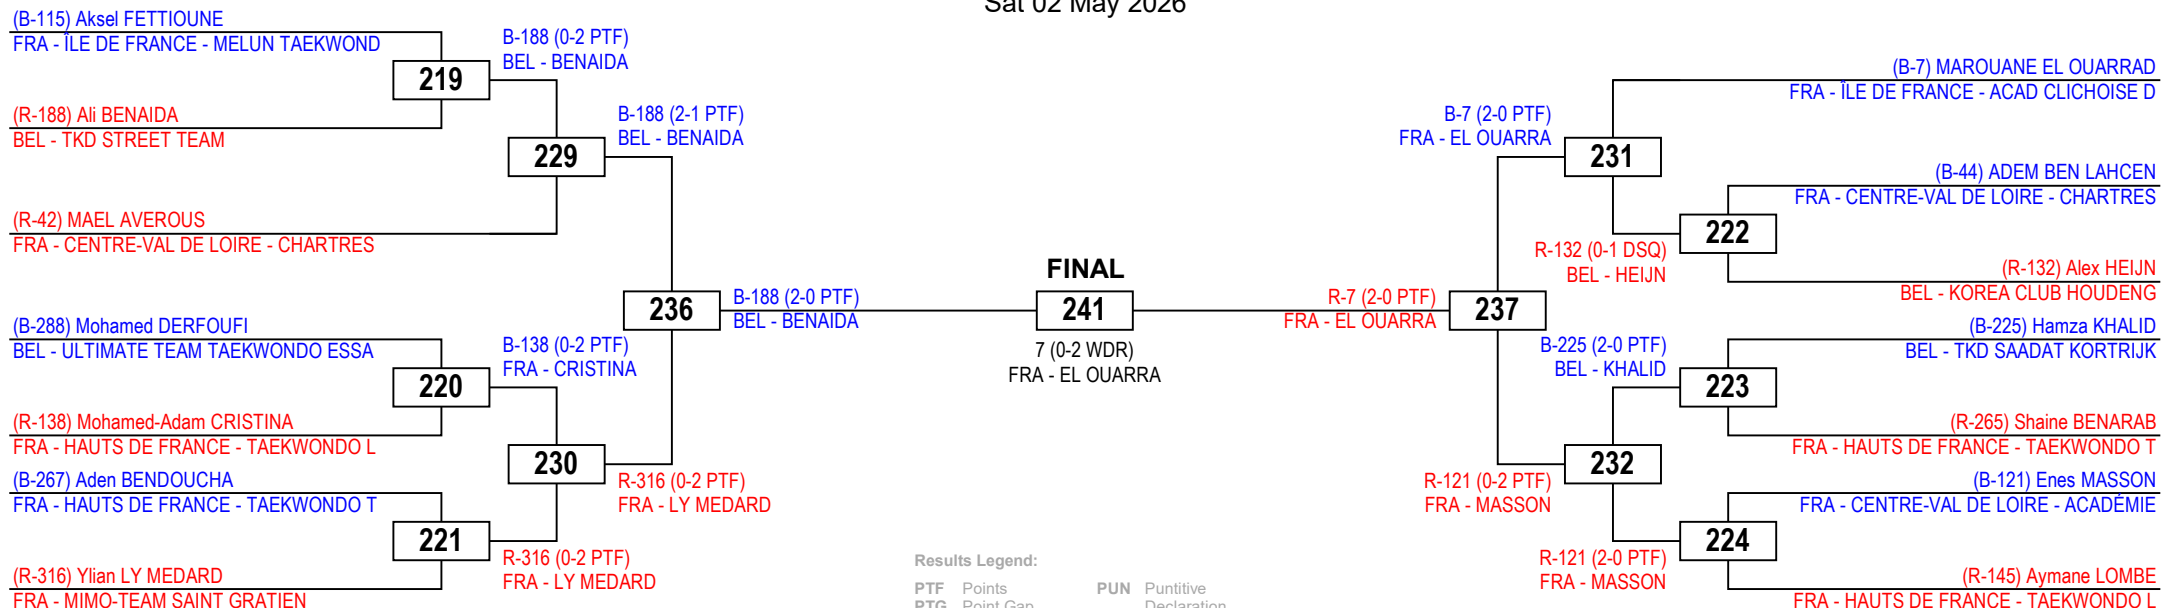 Sat 02 May 2026
(B-115) Aksel FETTIOUNE
FRA - ÎLE DE FRANCE - MELUN TAEKWOND
219
(R-188) Ali BENAIDA
BEL - TKD STREET TEAM
B-188 (0-2 PTF)
BEL - BENAIDA
229
(R-42) MAEL AVEROUS
FRA - CENTRE-VAL DE LOIRE - CHARTRES
B-188 (2-1 PTF)
BEL - BENAIDA
236
(B-288) Mohamed DERFOUFI
BEL - ULTIMATE TEAM TAEKWONDO ESSA
220
(R-138) Mohamed-Adam CRISTINA
FRA - HAUTS DE FRANCE - TAEKWONDO L
B-138 (0-2 PTF)
FRA - CRISTINA
230
(B-267) Aden BENDOUCHA
FRA - HAUTS DE FRANCE - TAEKWONDO T
221
(R-316) Ylian LY MEDARD
FRA - MIMO-TEAM SAINT GRATIEN
R-316 (0-2 PTF)
FRA - LY MEDARD
R-316 (0-2 PTF)
FRA - LY MEDARD
B-188 (2-0 PTF)
BEL - BENAIDA
FINAL
241
7 (0-2 WDR)
FRA - EL OUARRA
R-7 (2-0 PTF)
FRA - EL OUARRA
237
B-7 (2-0 PTF)
FRA - EL OUARRA
231
(B-7) MAROUANE EL OUARRAD
FRA - ÎLE DE FRANCE - ACAD CLICHOISE D
(B-44) ADEM BEN LAHCEN
FRA - CENTRE-VAL DE LOIRE - CHARTRES
222
R-132 (0-1 DSQ)
BEL - HEIJN
(R-132) Alex HEIJN
BEL - KOREA CLUB HOUDENG
(B-225) Hamza KHALID
BEL - TKD SAADAT KORTRIJK
B-225 (2-0 PTF)
BEL - KHALID
223
(R-265) Shaine BENARAB
FRA - HAUTS DE FRANCE - TAEKWONDO T
232
R-121 (0-2 PTF)
FRA - MASSON
(B-121) Enes MASSON
FRA - CENTRE-VAL DE LOIRE - ACADÉMIE
224
R-121 (2-0 PTF)
FRA - MASSON
(R-145) Aymane LOMBE
FRA - HAUTS DE FRANCE - TAEKWONDO L
Results Legend:
PTF Points
PUN Puntitive
PTG Point Gap
Declaration